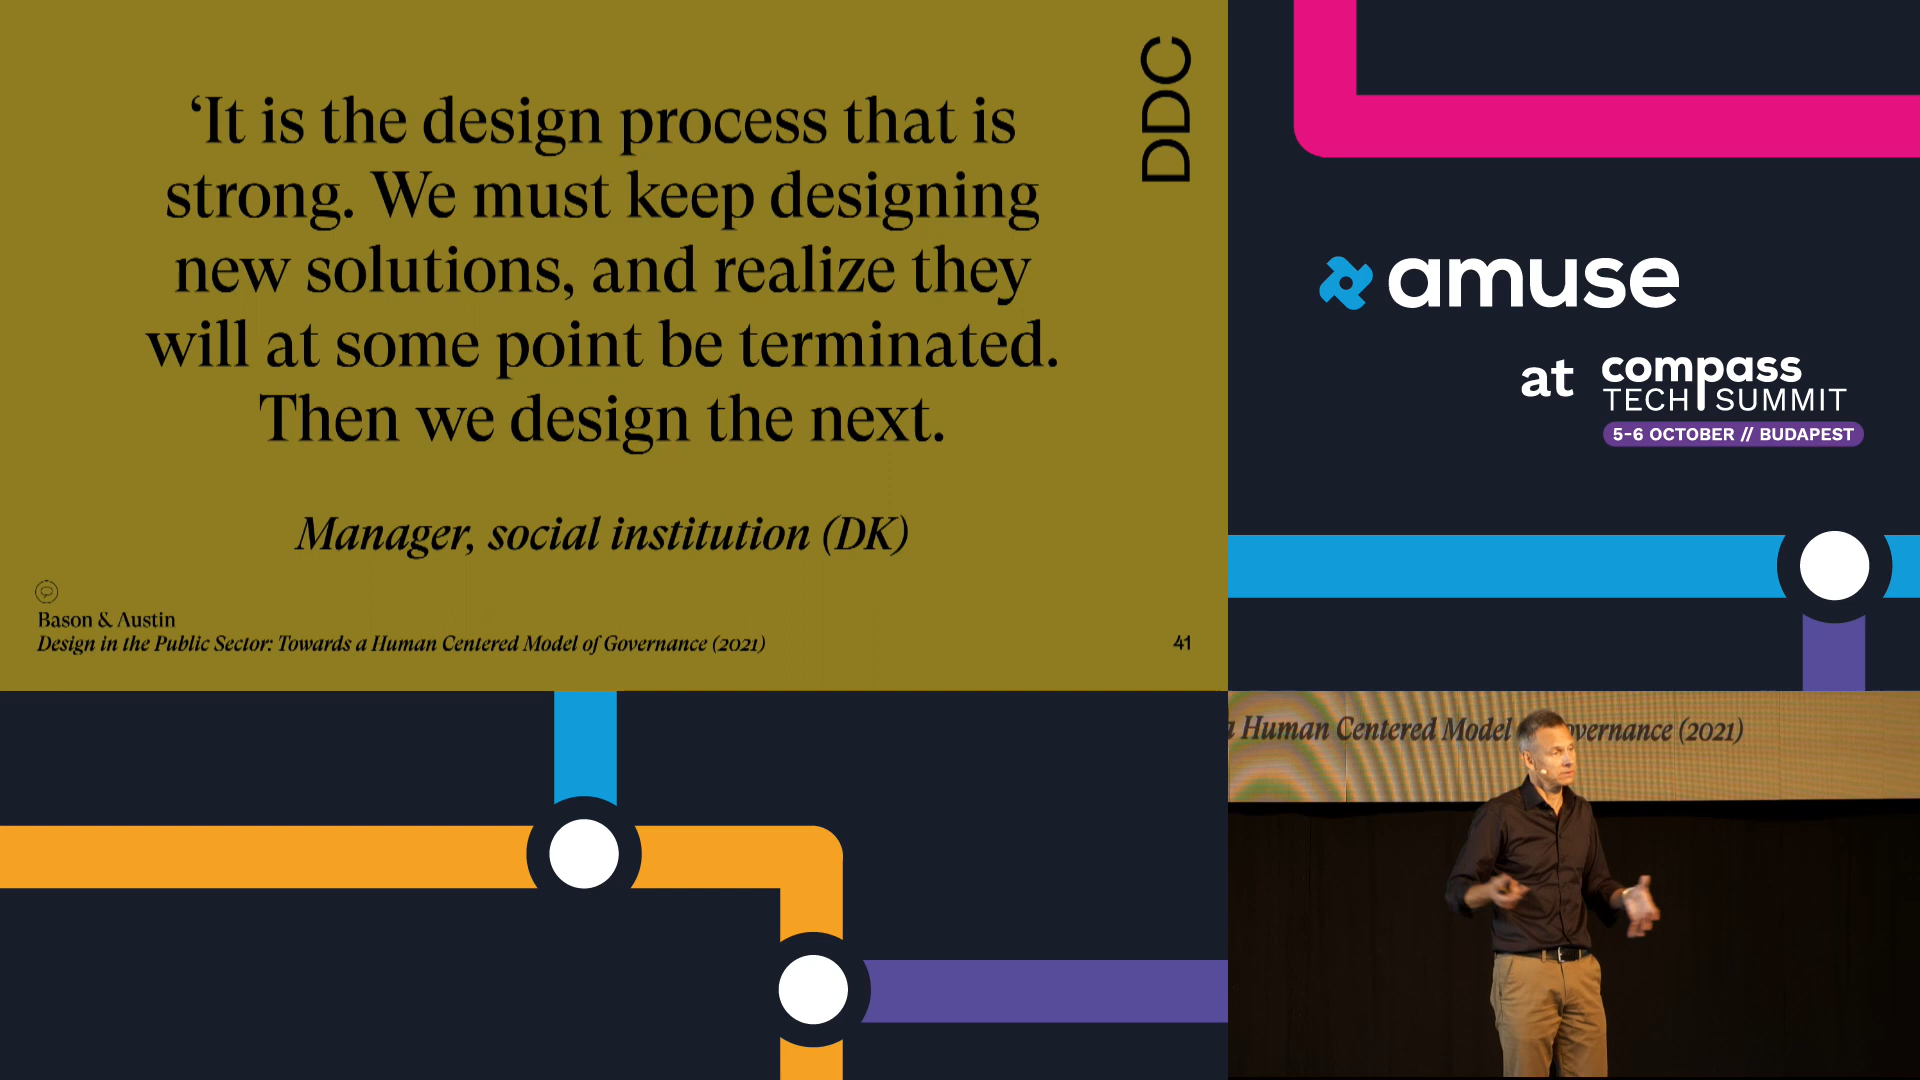 ‘It is the design process that is
strong. We must keep designing
new solutions, and realize they
will at some point be terminated.
Then we design the next.
Manager, social institution (DK)
Bason & Austin
Design in the Public Sector: Towards a Human Centered Model of Governance (2021)
41
DDC
amuse
at compass
TECH SUMMIT
5-6 OCTOBER // BUDAPEST
a Human Centered Model overnance (2021)